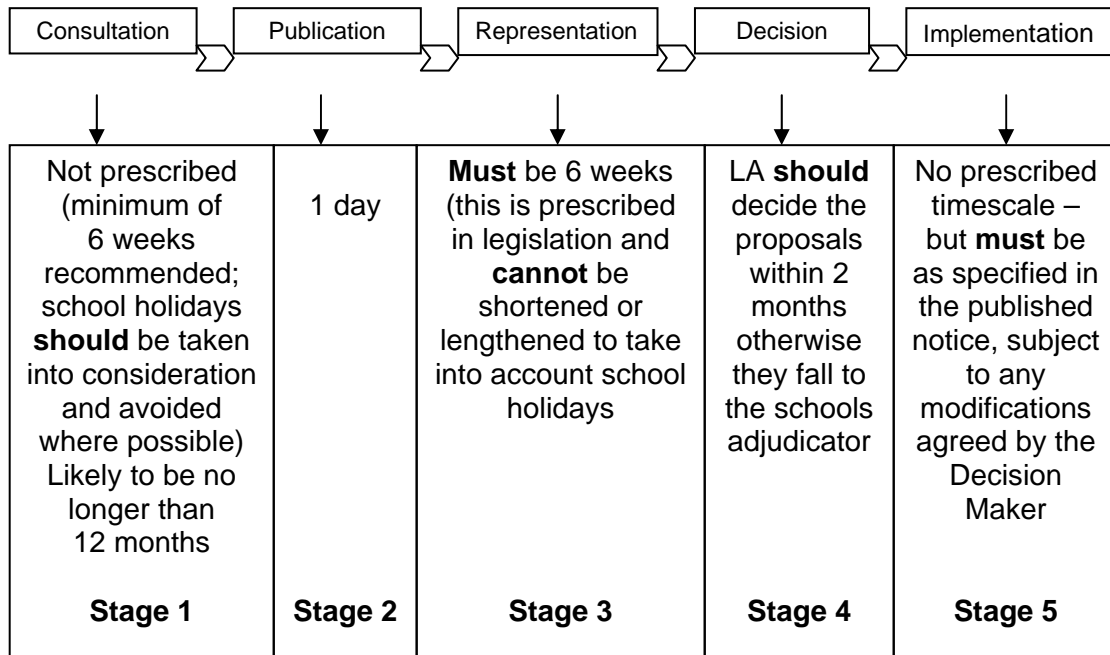 Consultation
Publication
Representation
Decision
Implementation
Not prescribed
(minimum of
6 weeks
recommended;
school holidays
should be taken
into consideration
and avoided
where possible)
Likely to be no
longer than
12 months
Stage 1
1 day
Stage 2
Must be 6 weeks
(this is prescribed
in legislation and
cannot be
shortened or
lengthened to take
into account school
holidays
Stage 3
LA should
decide the
proposals
within 2
months
otherwise
they fall to
the schools
adjudicator
Stage 4
No prescribed
timescale –
but must be
as specified in
the published
notice, subject
to any
modifications
agreed by the
Decision
Maker
Stage 5